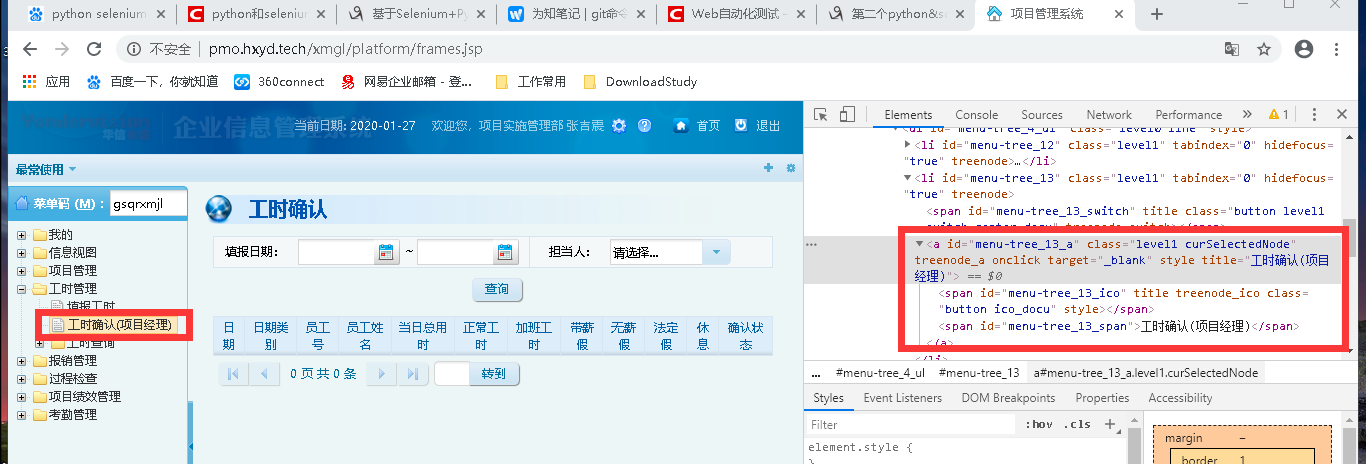 python selenium
python和seleniu
基于Selenium+Py
为知笔记 | git命令
Web自动化测试 -
第二个python&se
项目管理系统
不安全 | pmo.hxyd.tech/xmgl/platform/frames.jsp
应用 百度一下，你就知道 360connect 网易企业邮箱 - 登... 工作常用 DownloadStudy
企业信息管理系统
当前日期: 2020-01-27 欢迎您，项目实施管理部 张吉震 首页 退出
最常使用
菜单码 (M) : gsqrxmjl
我的
信息视图
项目管理
工时管理
填报工时
工时确认(项目经理)
工时查询
报销管理
过程检查
项目绩效管理
考勤管理
工时确认
填报日期: ~ 担当人: 请选择...
查询
日期 日期类别 员工号 员工姓名 当日总用时 正常工时 加班工时 带薪假 无薪假 法定假 休息 确认状态
0 页 共 0 条 转到
Elements Console Sources Network Performance » 1
<ul id="menu-tree_4_ul" class="level0 line" style>
<li id="menu-tree_12" class="level1" tabindex="0" hidefocus=
"true" treenode>…</li>
<li id="menu-tree_13" class="level1" tabindex="0" hidefocus=
"true" treenode>
<span id="menu-tree_13_switch" title class="button level1
switch center_docu" treenode_switch></span>
<a id="menu-tree_13_a" class="level1 curSelectedNode"
treenode_a onclick target="_blank" style title="工时确认(项目
经理)"> == $0
<span id="menu-tree_13_ico" title treenode_ico class=
"button ico_docu" style></span>
<span id="menu-tree_13_span">工时确认(项目经理)</span>
</a>
</li>
... #menu-tree_4_ul #menu-tree_13 a#menu-tree_13_a.level1.curSelectedNode
Styles Event Listeners DOM Breakpoints Properties Accessibility
Filter :hov .cls +
element.style {
}
margin –
border 1